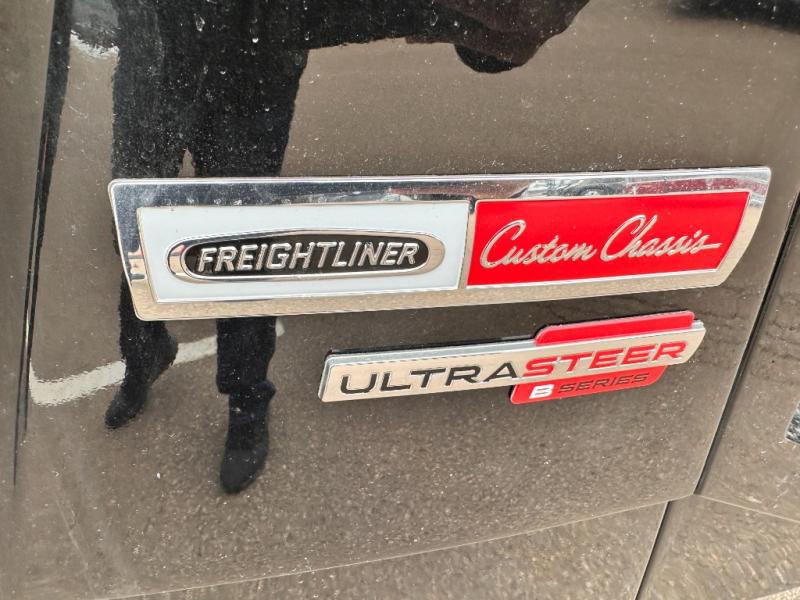 FREIGHTLINER
Custom Chassis
ULTRASTEER
B SERIES